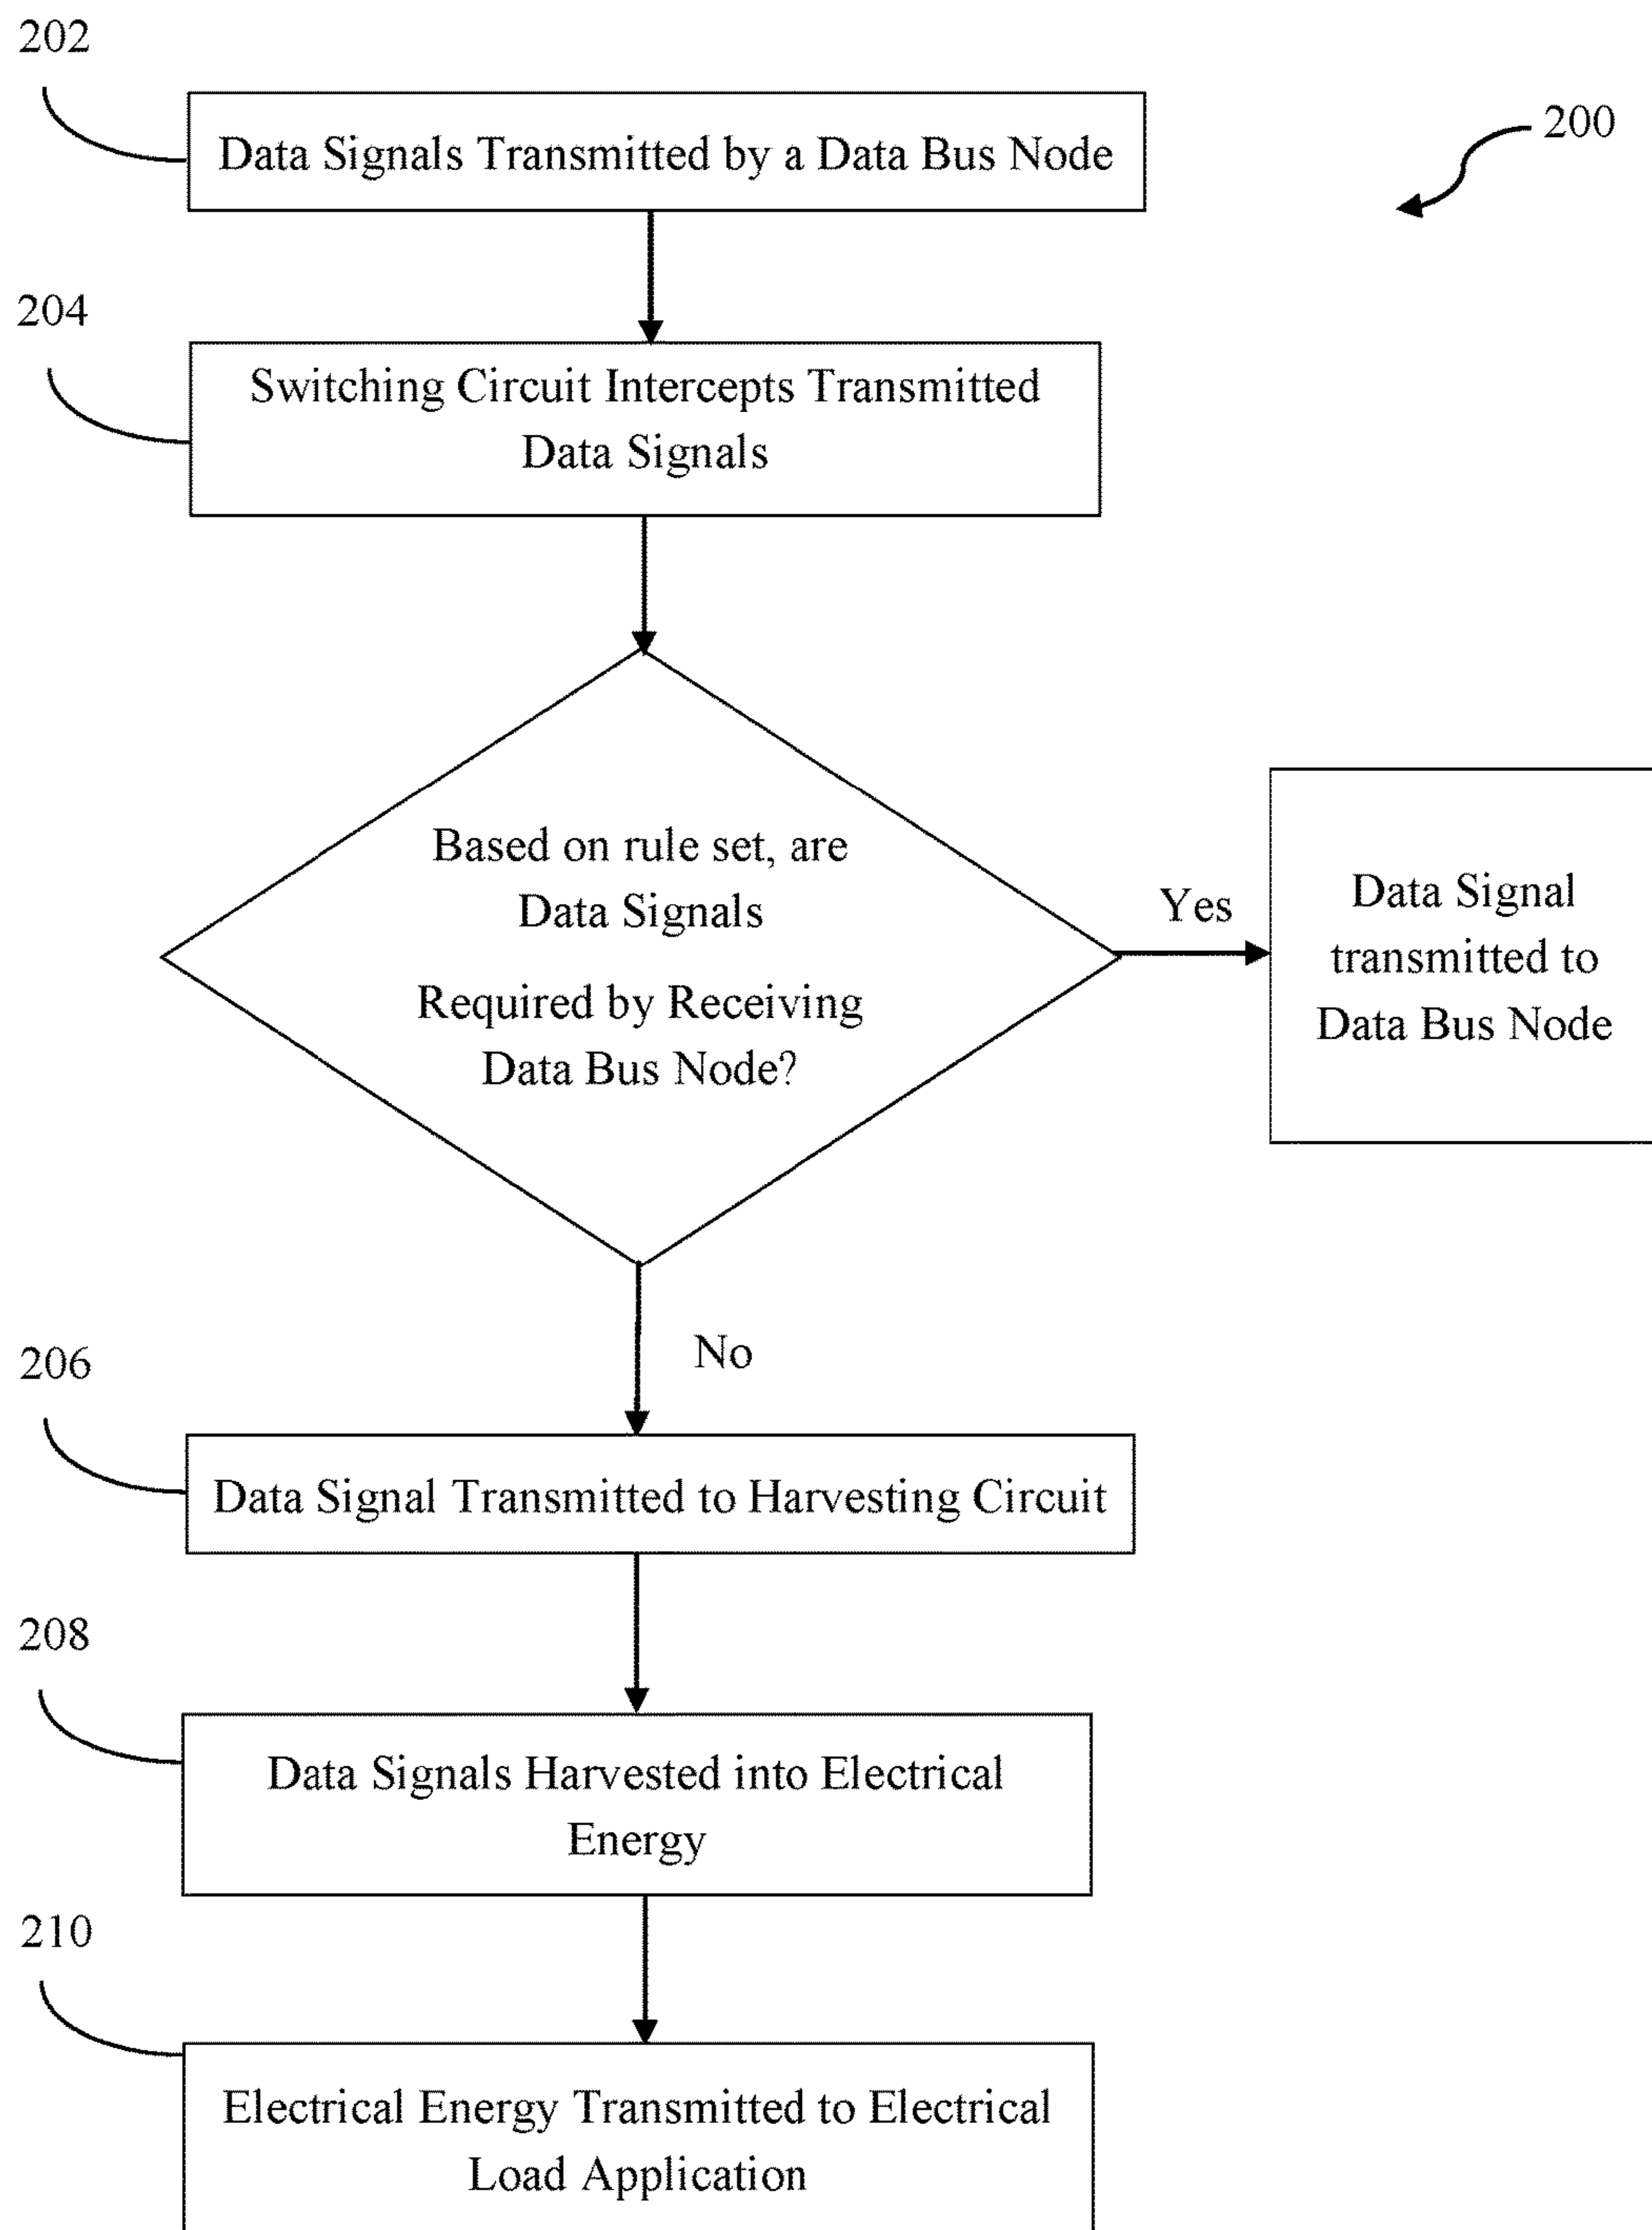 202
Data Signals Transmitted by a Data Bus Node
200
204
Switching Circuit Intercepts Transmitted
Data Signals
Based on rule set, are
Data Signals
Required by Receiving
Data Bus Node?
Yes
Data Signal
transmitted to
Data Bus Node
No
206
Data Signal Transmitted to Harvesting Circuit
208
Data Signals Harvested into Electrical
Energy
210
Electrical Energy Transmitted to Electrical
Load Application